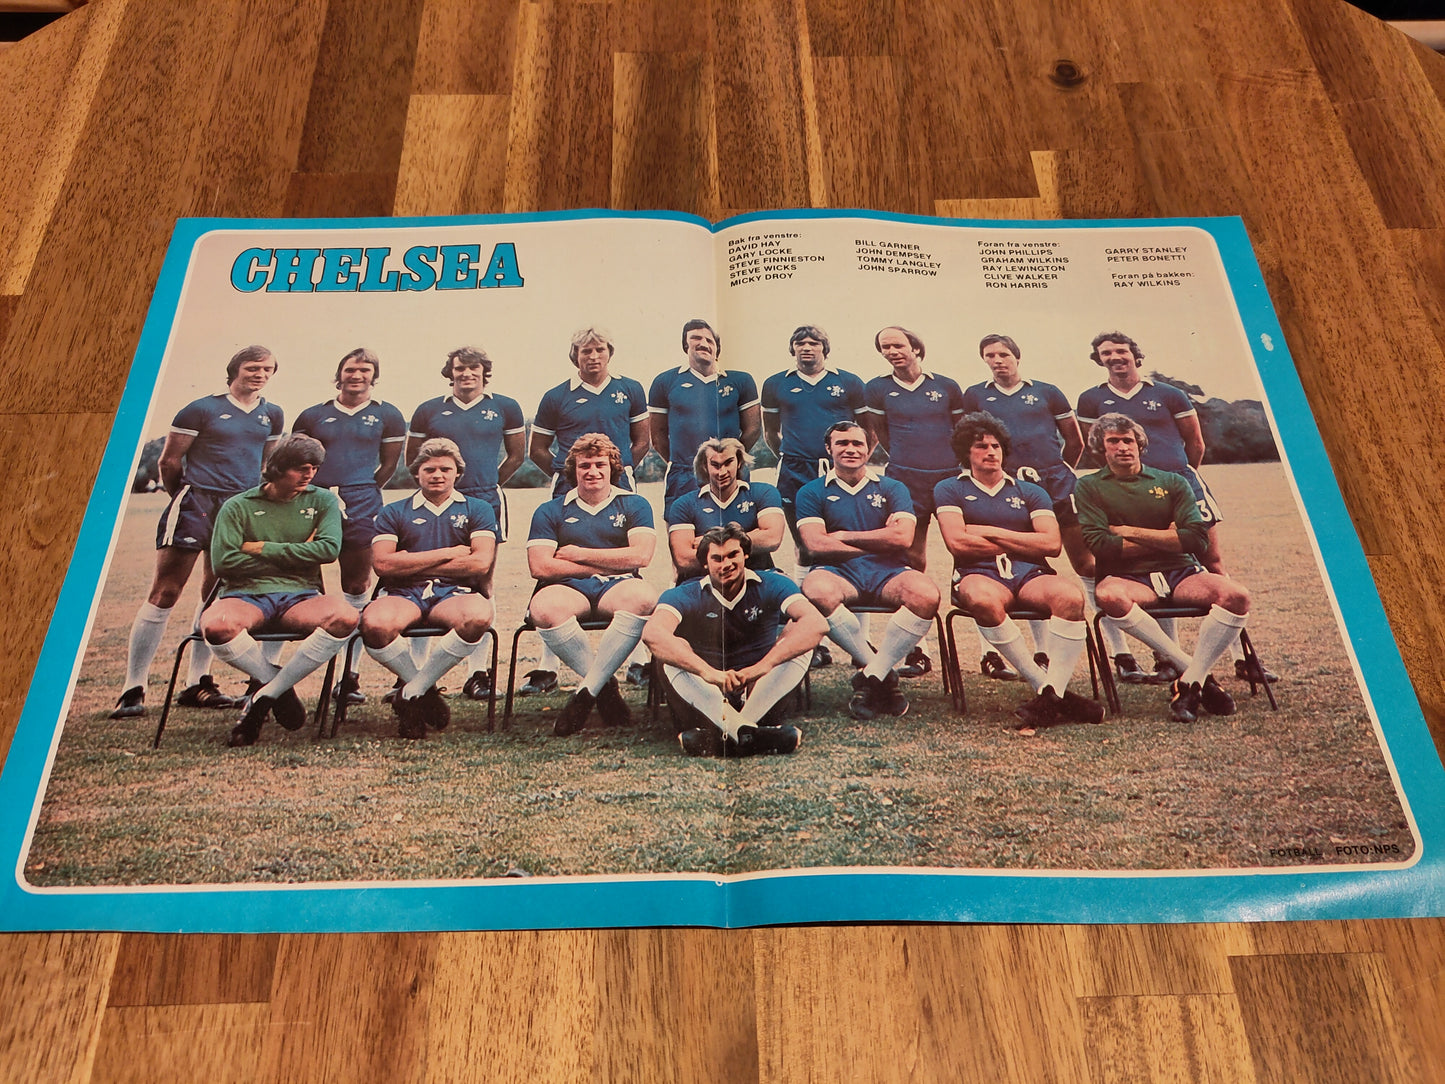 CHELSEA
Bak fra venstre:
DAVID HAY
GARY LOCKE
STEVE FINNIESTON
STEVE WICKS
MICKY DROY
BILL GARNER
JOHN DEMPSEY
TOMMY LANGLEY
JOHN SPARROW
Foran fra venstre:
JOHN PHILLIPS
GRAHAM WILKINS
RAY LEWINGTON
CLIVE WALKER
RON HARRIS
GARRY STANLEY
PETER BONETTI
Foran på bakken:
RAY WILKINS
3
FOTBALL FOTO:NPS